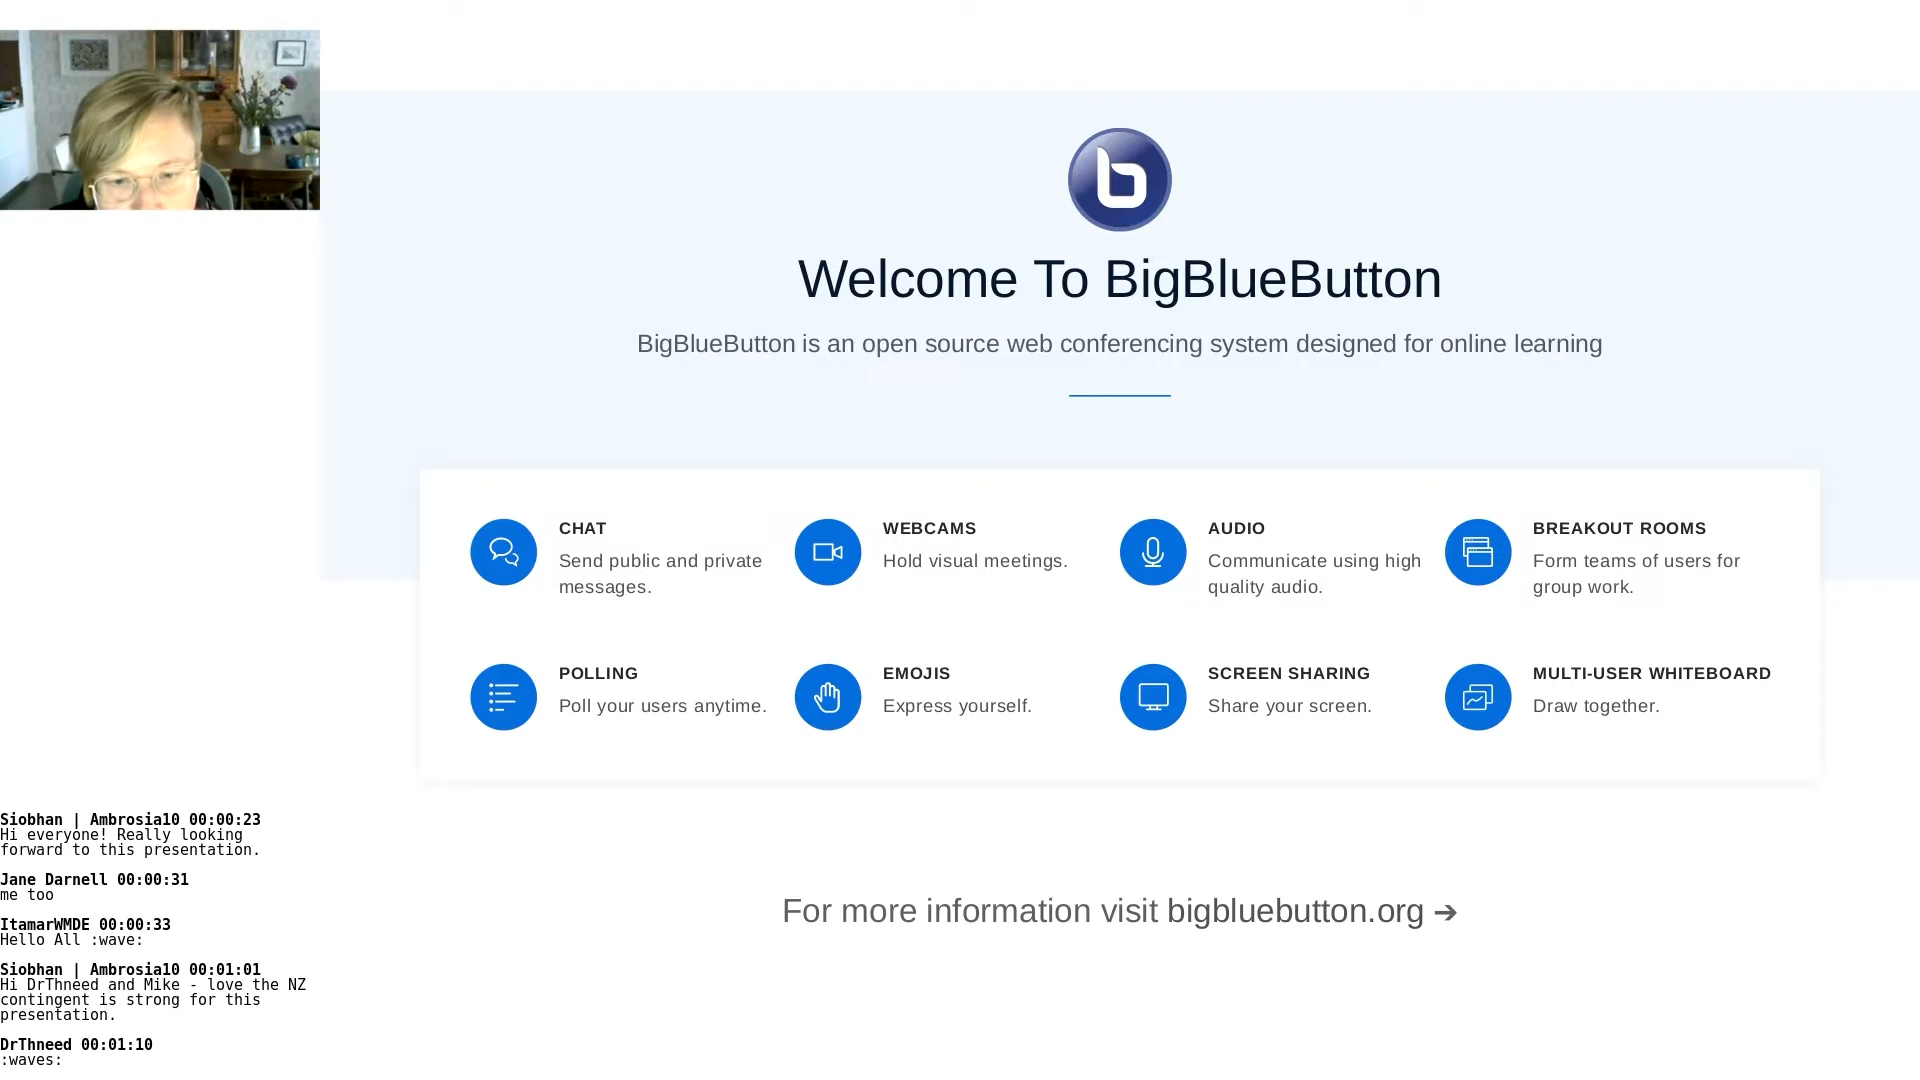 Welcome To BigBlueButton
BigBlueButton is an open source web conferencing system designed for online learning
CHAT
Send public and private
messages.
WEBCAMS
Hold visual meetings.
AUDIO
Communicate using high
quality audio.
BREAKOUT ROOMS
Form teams of users for
group work.
POLLING
Poll your users anytime.
EMOJIS
Express yourself.
SCREEN SHARING
Share your screen.
MULTI-USER WHITEBOARD
Draw together.
For more information visit bigbluebutton.org ➔
Siobhan | Ambrosia10 00:00:23
Hi everyone! Really looking
forward to this presentation.
Jane Darnell 00:00:31
me too
ItamarWMDE 00:00:33
Hello All :wave:
Siobhan | Ambrosia10 00:01:01
Hi DrThneed and Mike - love the NZ
contingent is strong for this
presentation.
DrThneed 00:01:10
:waves: